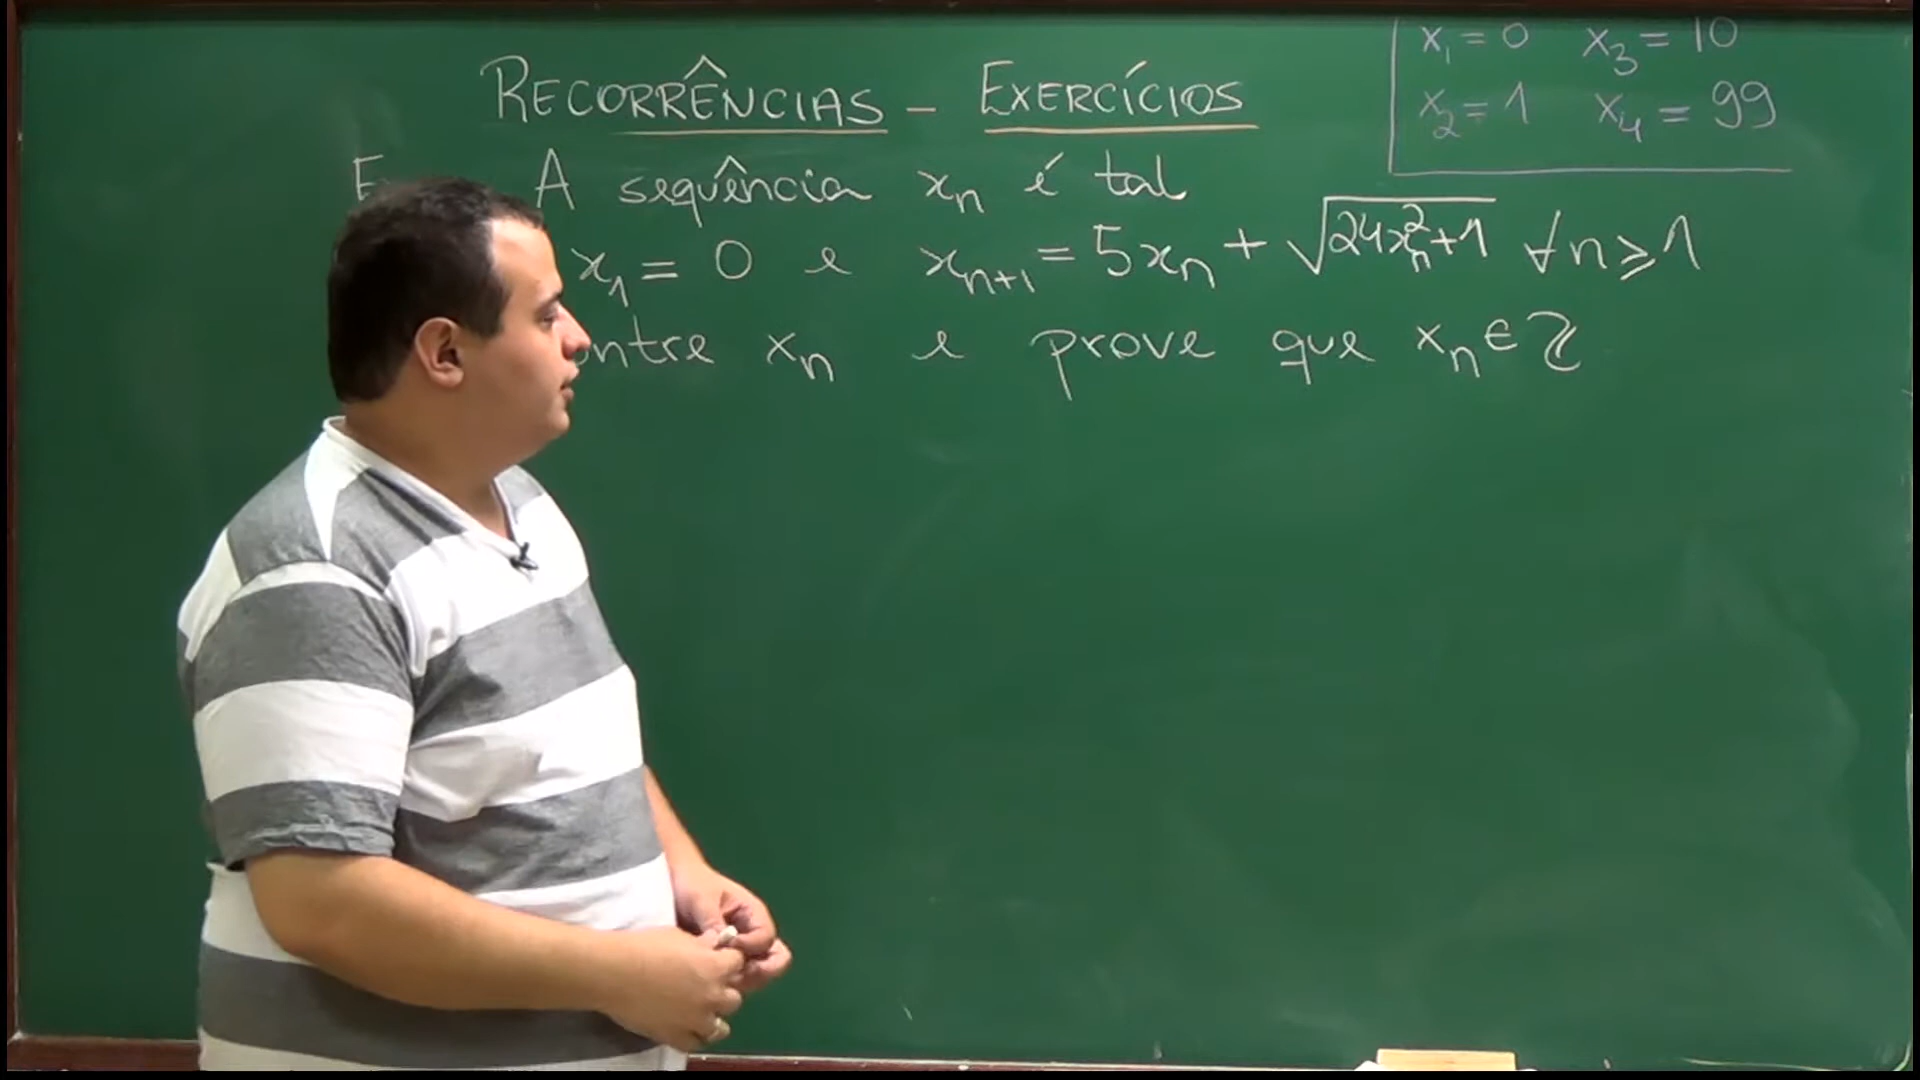 RECORRÊNCIAS - EXERCÍCIOS
x₁ = 0 x₃ = 10
x₂ = 1 x₄ = 99
A sequência xₙ é tal
x₁ = 0 e xₙ₊₁ = 5xₙ + √(24xₙ²+1) ∀n ≥ 1
xₙ e prove que xₙ ∈ ℤ